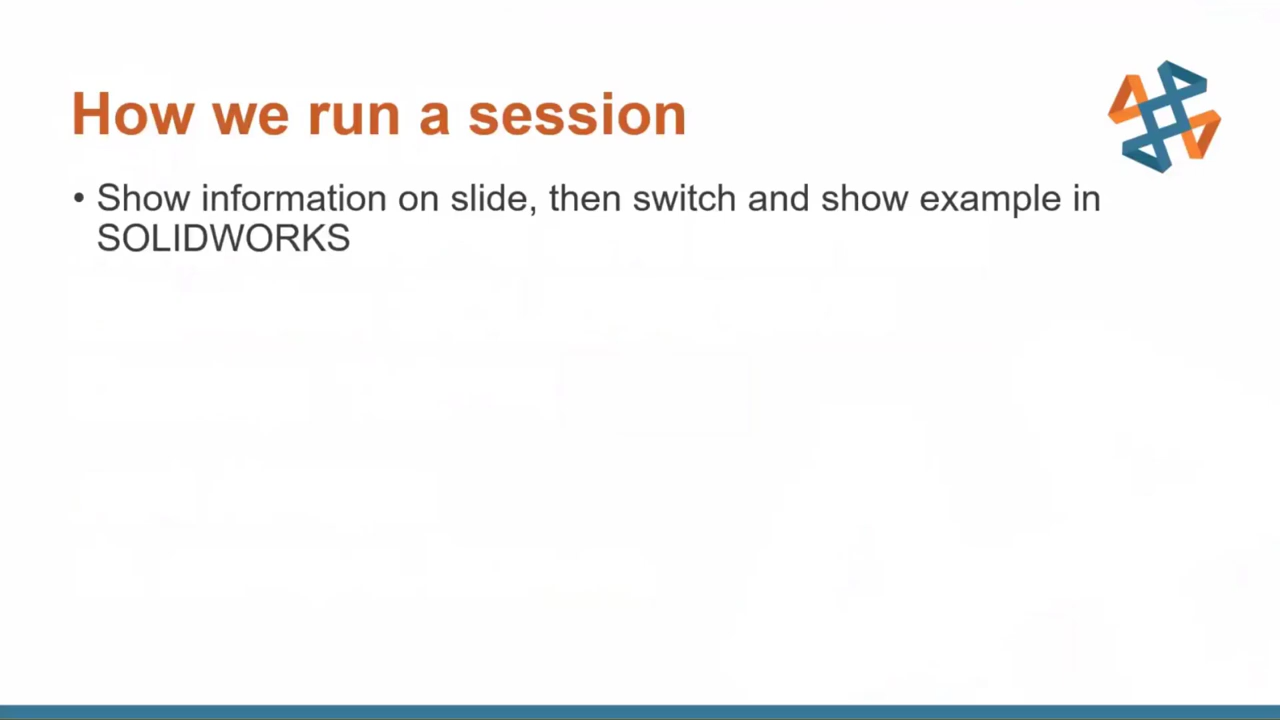 How we run a session
• Show information on slide, then switch and show example in
SOLIDWORKS